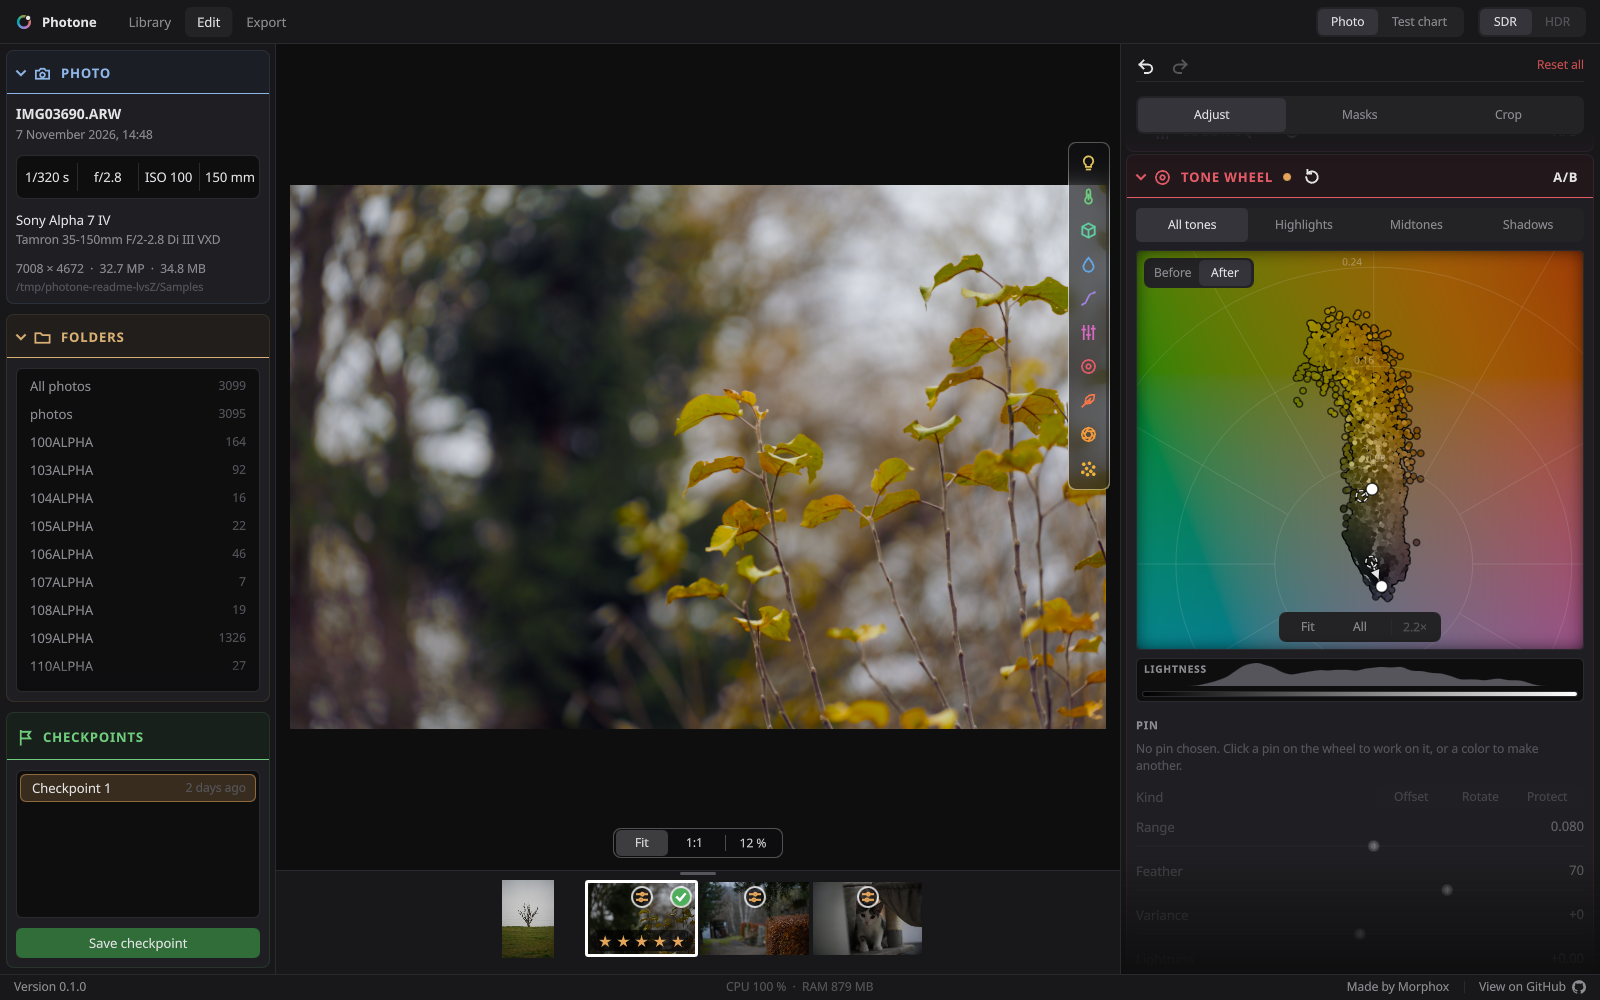 Photone
Library
Edit
Export
Photo
Test chart
SDR
HDR
PHOTO
IMG03690.ARW
7 November 2026, 14:48
1/320 s
f/2.8
ISO 100
150 mm
Sony Alpha 7 IV
Tamron 35-150mm F/2-2.8 Di III VXD
7008 × 4672 · 32.7 MP · 34.8 MB
/tmp/photone-readme-lvsZ/Samples
FOLDERS
All photos 3099
photos 3095
100ALPHA 164
103ALPHA 92
104ALPHA 16
105ALPHA 22
106ALPHA 46
107ALPHA 7
108ALPHA 19
109ALPHA 1326
110ALPHA 27
CHECKPOINTS
Checkpoint 1 2 days ago
Save checkpoint
Fit
1:1
12 %
Reset all
Adjust
Masks
Crop
TONE WHEEL
A/B
All tones
Highlights
Midtones
Shadows
0.24
Before
After
Fit
All
2.2×
LIGHTNESS
PIN
No pin chosen. Click a pin on the wheel to work on it, or a color to make
another.
Kind
Offset
Rotate
Protect
Range 0.080
Feather 70
Variance +0
Version 0.1.0
CPU 100 % · RAM 879 MB
Made by Morphox
View on GitHub